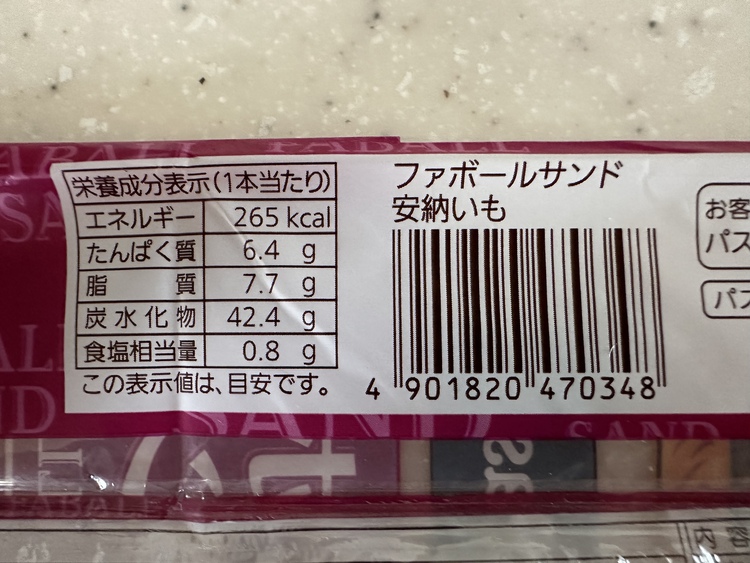 FABALL
栄養成分表示(1本当たり)
エネルギー 265 kcal
たんぱく質 6.4 g
脂質 7.7 g
炭水化物 42.4 g
食塩相当量 0.8 g
この表示値は、目安です。
ファボールサンド
安納いも
4 901820 470348
お客
パス
パス
SAND
SAND
内容